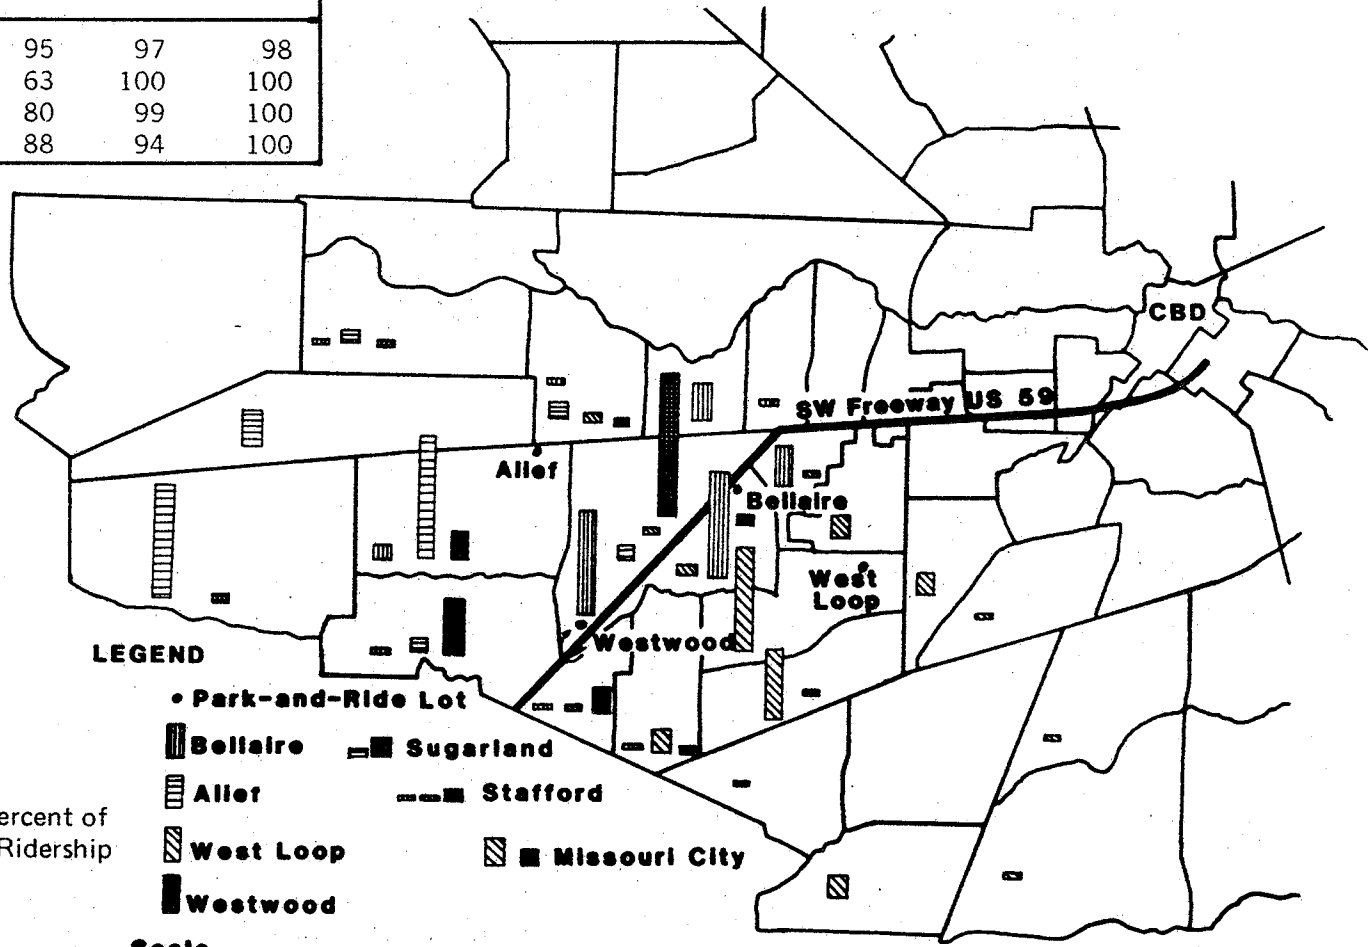 95 97 98
63 100 100
80 99 100
88 94 100
CBD
SW Freeway US 59
Alief
Bellaire
West
Loop
Westwood
LEGEND
• Park-and-Ride Lot
Bellaire
Sugarland
Alief
Stafford
ercent of
Ridership
West Loop
Missouri City
Westwood
Scale